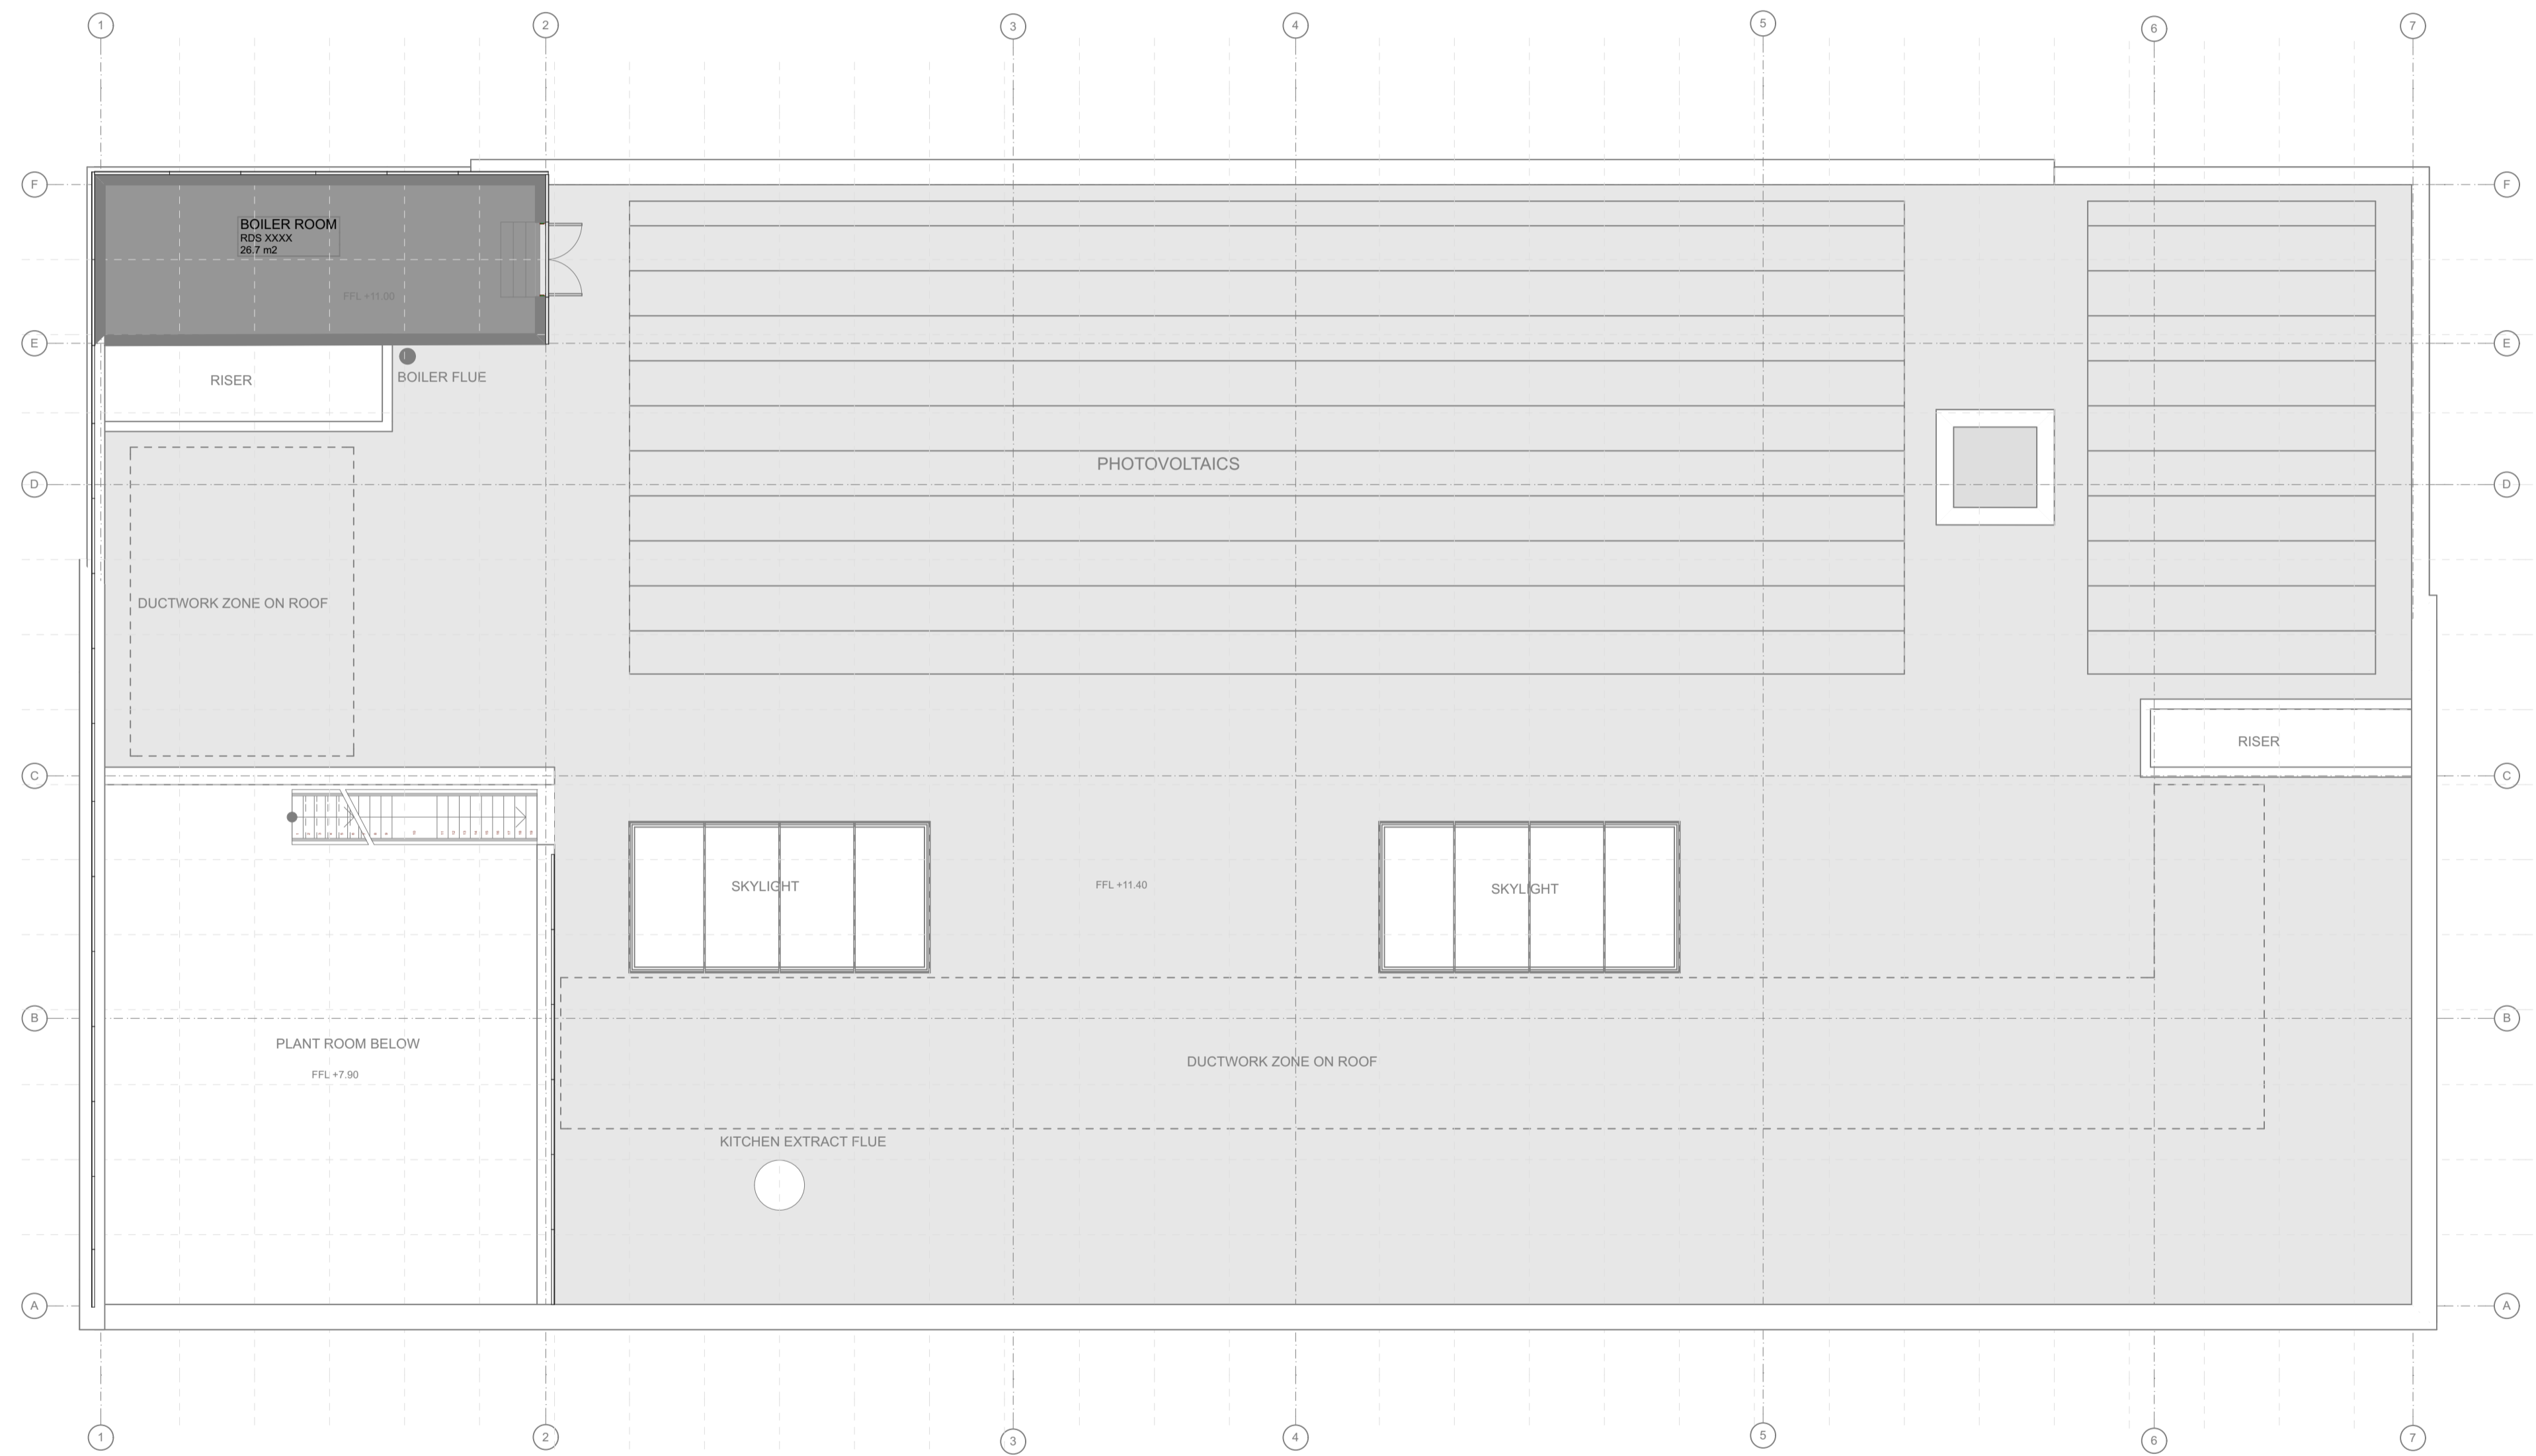 1 2 3 4 5 6 7
F F
BOILER ROOM
RDS XXXX
26.7 m2
FFL +11.00
E E
RISER
BOILER FLUE
PHOTOVOLTAICS
D D
DUCTWORK ZONE ON ROOF
RISER
C C
SKYLIGHT
FFL +11.40
SKYLIGHT
B B
PLANT ROOM BELOW
FFL +7.90
DUCTWORK ZONE ON ROOF
KITCHEN EXTRACT FLUE
A A
1 2 3 4 5 6 7